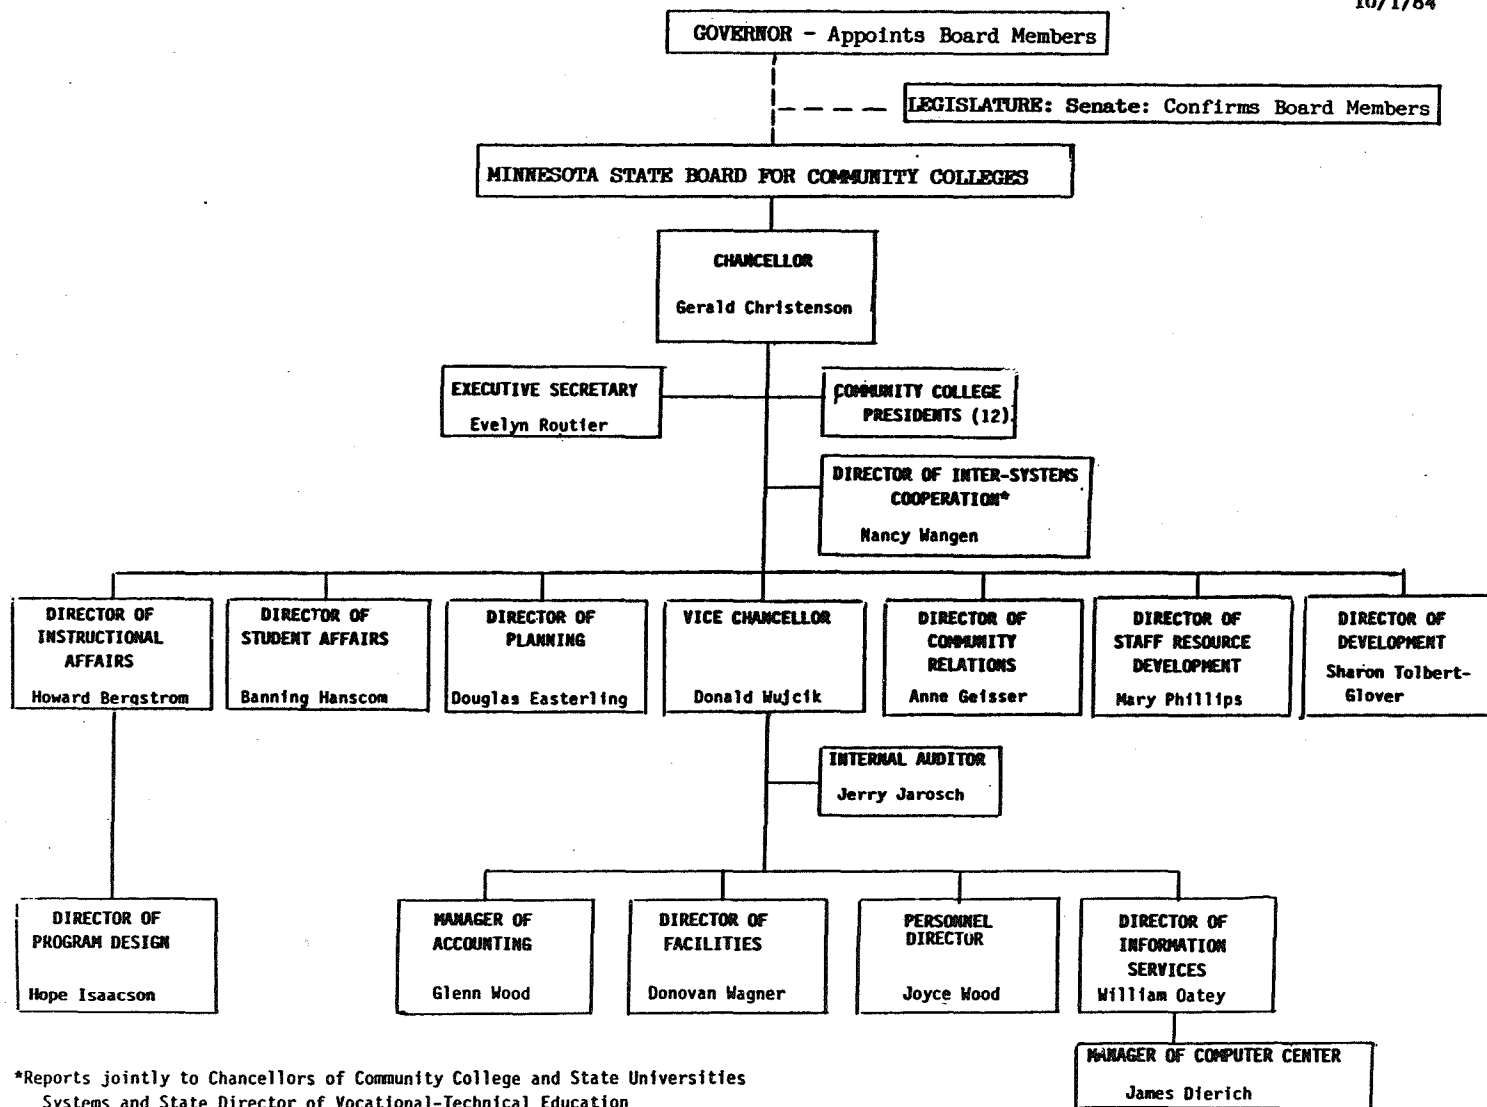 10/1/84
GOVERNOR - Appoints Board Members
LEGISLATURE: Senate: Confirms Board Members
MINNESOTA STATE BOARD FOR COMMUNITY COLLEGES
CHANCELLOR
Gerald Christenson
EXECUTIVE SECRETARY
Evelyn Routier
COMMUNITY COLLEGE
PRESIDENTS (12).
DIRECTOR OF INTER-SYSTEMS
COOPERATION*
Nancy Wangen
DIRECTOR OF
INSTRUCTIONAL
AFFAIRS
Howard Bergstrom
DIRECTOR OF
STUDENT AFFAIRS
Banning Hanscom
DIRECTOR OF
PLANNING
Douglas Easterling
VICE CHANCELLOR
Donald Wujcik
DIRECTOR OF
COMMUNITY
RELATIONS
Anne Geisser
DIRECTOR OF
STAFF RESOURCE
DEVELOPMENT
Mary Phillips
DIRECTOR OF
DEVELOPMENT
Sharon Tolbert-
Glover
INTERNAL AUDITOR
Jerry Jarosch
DIRECTOR OF
PROGRAM DESIGN
Hope Isaacson
MANAGER OF
ACCOUNTING
Glenn Wood
DIRECTOR OF
FACILITIES
Donovan Wagner
PERSONNEL
DIRECTOR
Joyce Wood
DIRECTOR OF
INFORMATION
SERVICES
William Oatey
MANAGER OF COMPUTER CENTER
James Dierich
*Reports jointly to Chancellors of Community College and State Universities
Systems and State Director of Vocational-Technical Education